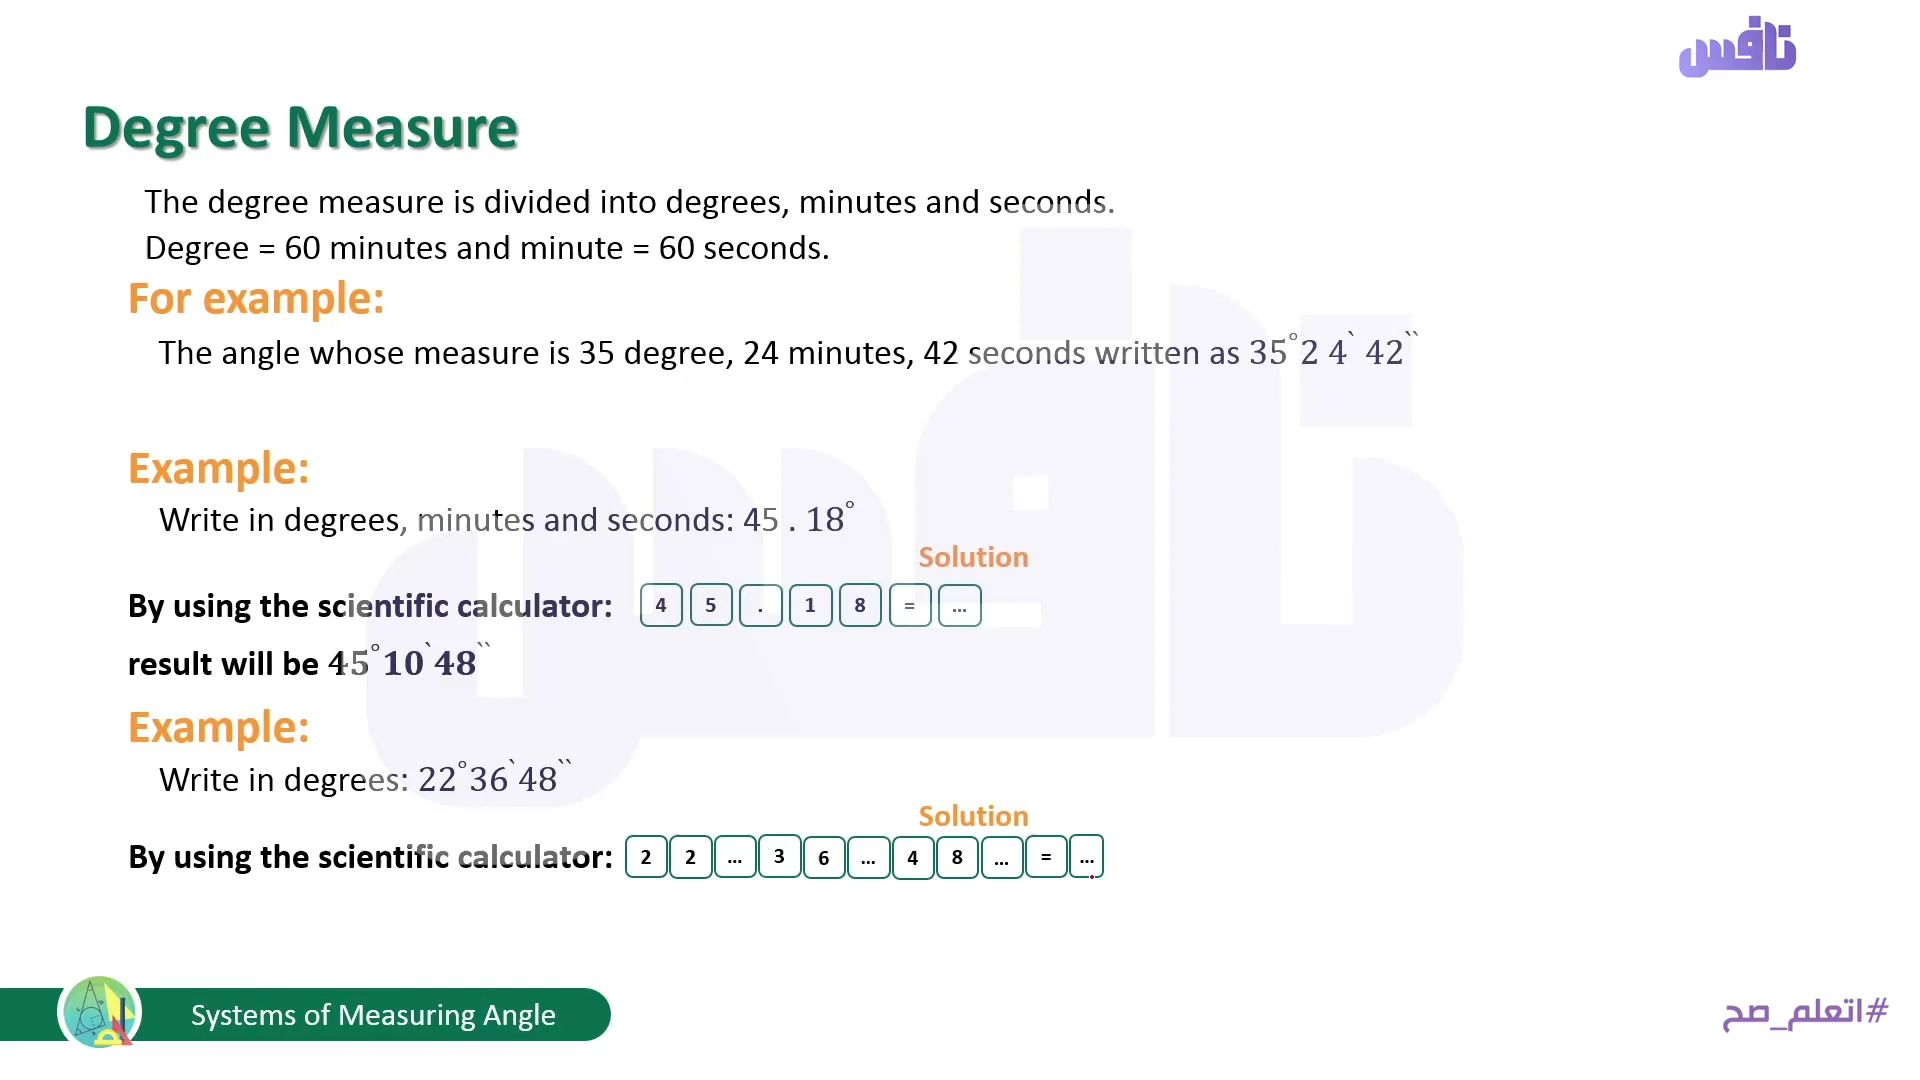 نافس
Degree Measure
The degree measure is divided into degrees, minutes and seconds.
Degree = 60 minutes and minute = 60 seconds.
For example:
The angle whose measure is 35 degree, 24 minutes, 42 seconds written as 35°2 4` 42``
Example:
Write in degrees, minutes and seconds: 45 . 18°
Solution
By using the scientific calculator: 4 5 . 1 8 = ...
result will be 45°10`48``
Example:
Write in degrees: 22°36`48``
Solution
By using the scientific calculator: 2 2 ... 3 6 ... 4 8 ... = ...
Systems of Measuring Angle
#اتعلم_صح